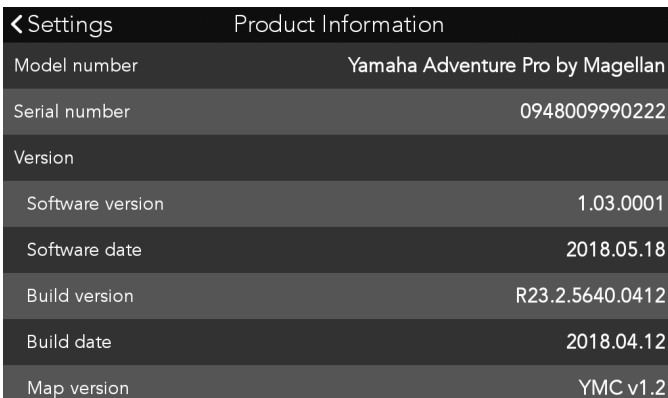 Settings Product Information
Model number Yamaha Adventure Pro by Magellan
Serial number 0948009990222
Version
Software version 1.03.0001
Software date 2018.05.18
Build version R23.2.5640.0412
Build date 2018.04.12
Map version YMC v1.2